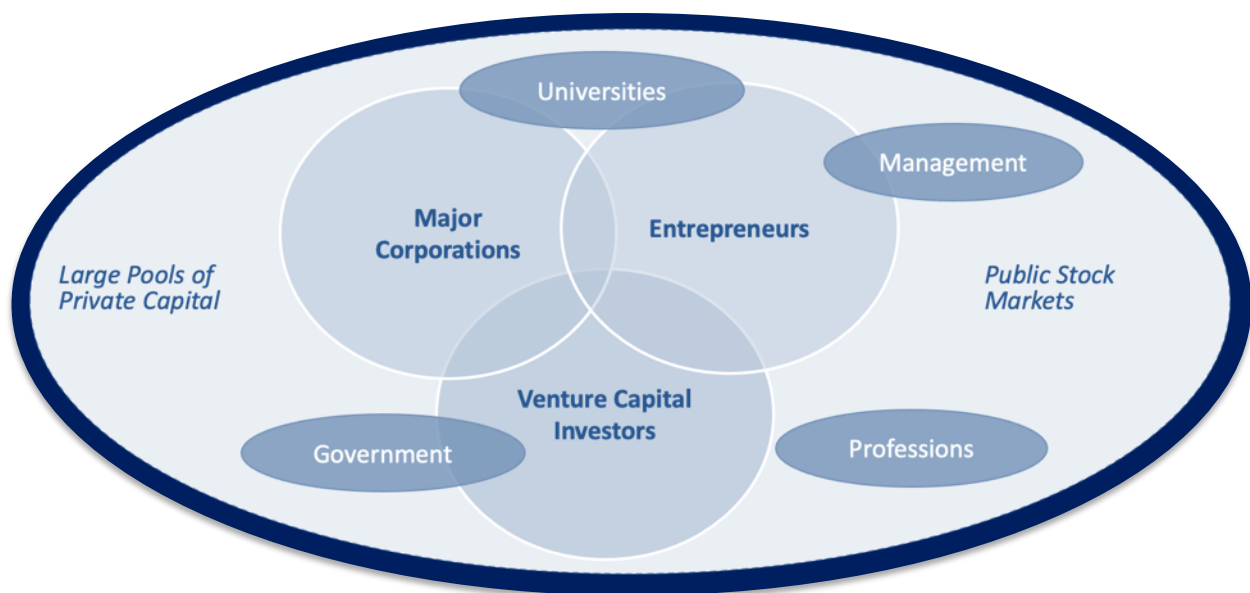 Universities
Management
Major
Corporations
Entrepreneurs
Large Pools of
Private Capital
Public Stock
Markets
Venture Capital
Investors
Government
Professions